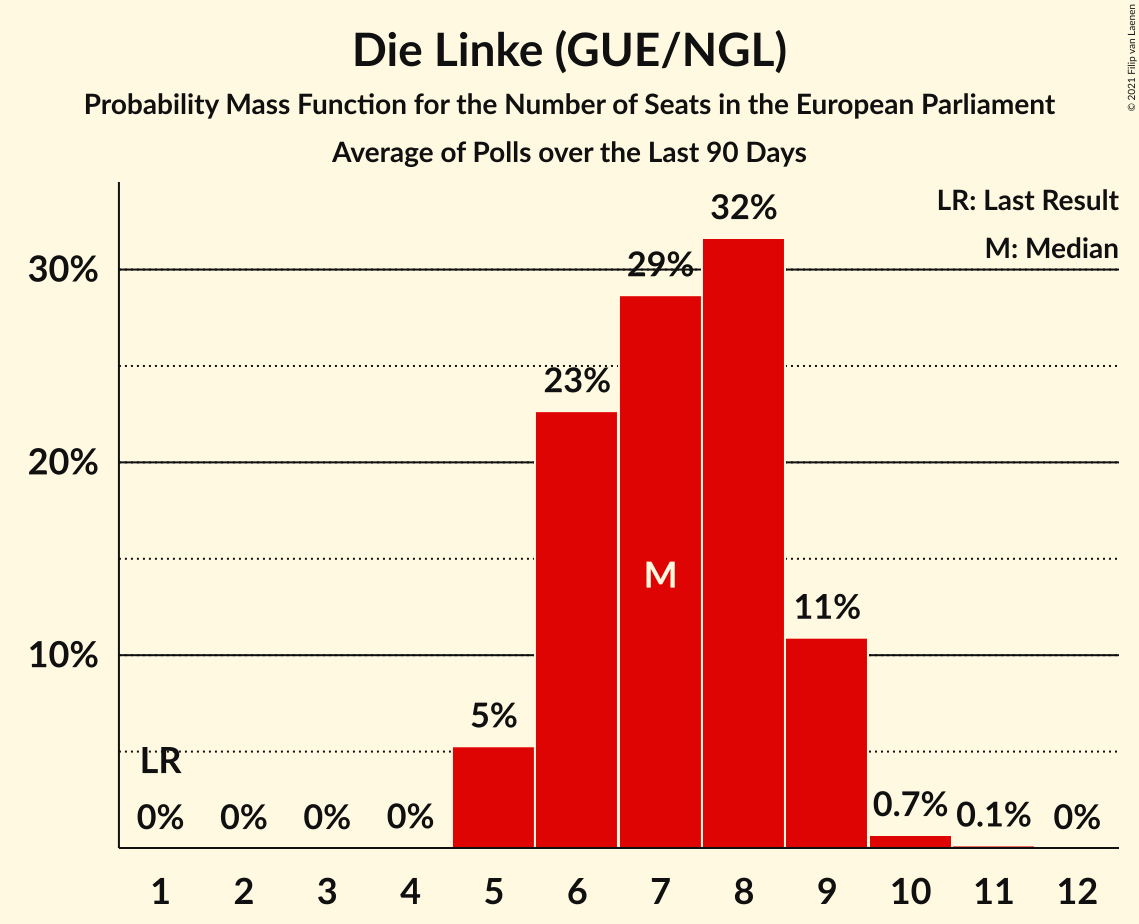 Die Linke (GUE/NGL)
Probability Mass Function for the Number of Seats in the European Parliament
Average of Polls over the Last 90 Days
© 2021 Filip van Laenen
LR: Last Result
M: Median
30%
20%
10%
LR
0%
0%
0%
0%
5%
23%
29%
32%
11%
0.7%
0.1%
0%
M
1 2 3 4 5 6 7 8 9 10 11 12